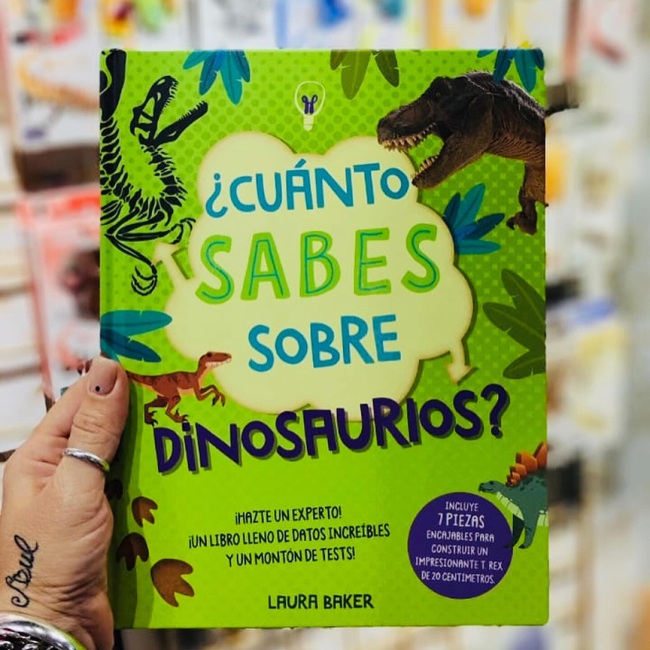 ¿CUÁNTO
SABES
SOBRE
DINOSAURIOS?
¡HAZTE UN EXPERTO!
¡UN LIBRO LLENO DE DATOS INCREÍBLES
Y UN MONTÓN DE TESTS!
LAURA BAKER
INCLUYE
7 PIEZAS
ENCAJABLES PARA
CONSTRUIR UN
IMPRESIONANTE T. REX
DE 20 CENTIMETROS.